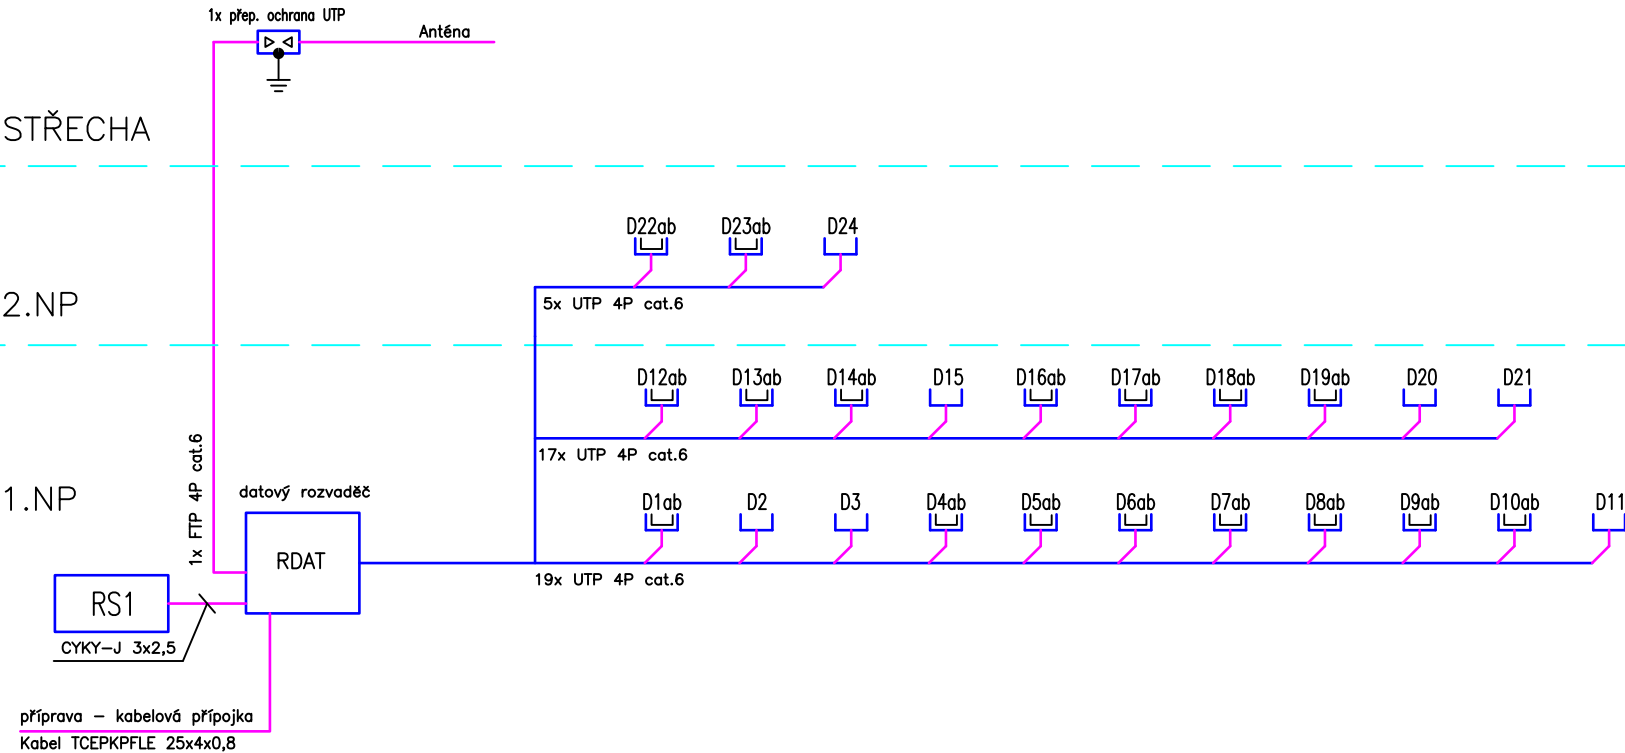 1x přep. ochrana UTP
Anténa
STŘECHA
D22ab D23ab D24
2.NP
5x UTP 4P cat.6
D12ab D13ab D14ab D15 D16ab D17ab D18ab D19ab D20 D21
17x UTP 4P cat.6
1x FTP 4P cat.6
1.NP
datový rozvaděč
D1ab D2 D3 D4ab D5ab D6ab D7ab D8ab D9ab D10ab D11
RDAT
19x UTP 4P cat.6
RS1
CYKY-J 3x2,5
příprava - kabelová přípojka
Kabel TCEPKPFLE 25x4x0,8